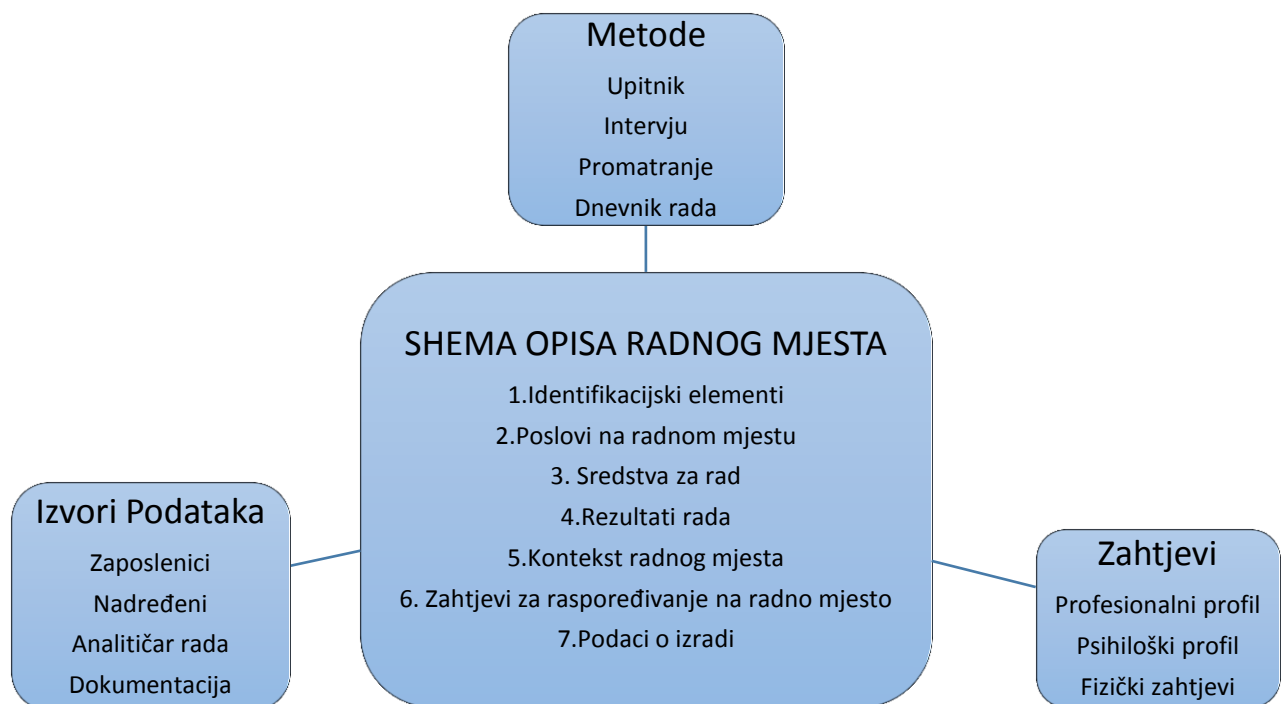 Metode
Upitnik
Intervju
Promatranje
Dnevnik rada
SHEMA OPISA RADNOG MJESTA
1.Identifikacijski elementi
2.Poslovi na radnom mjestu
3. Sredstva za rad
4.Rezultati rada
5.Kontekst radnog mjesta
6. Zahtjevi za raspoređivanje na radno mjesto
7.Podaci o izradi
Izvori Podataka
Zaposlenici
Nadređeni
Analitičar rada
Dokumentacija
Zahtjevi
Profesionalni profil
Psihiloški profil
Fizički zahtjevi